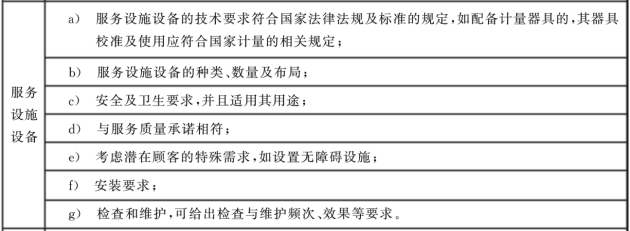 服务
设施
设备
a） 服务设施设备的技术要求符合国家法律法规及标准的规定，如配备计量器具的，其器具
校准及使用应符合国家计量的相关规定；
b） 服务设施设备的种类、数量及布局；
c） 安全及卫生要求，并且适用其用途；
d） 与服务质量承诺相符；
e） 考虑潜在顾客的特殊需求，如设置无障碍设施；
f） 安装要求；
g） 检查和维护，可给出检查与维护频次、效果等要求。